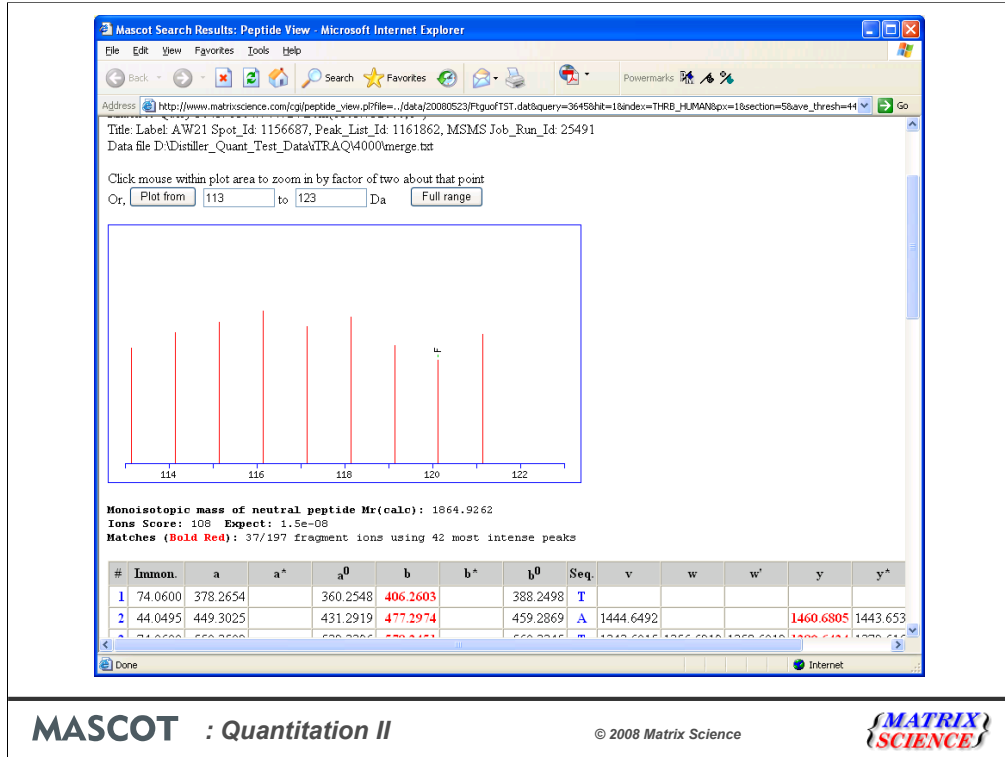 Mascot Search Results: Peptide View - Microsoft Internet Explorer
File Edit View Favorites Tools Help
Back Search Favorites Powermarks
Address http://www.matrixscience.com/cgi/peptide_view.pl?file=../data/20080523/FtguofTST.dat&query=3645&hit=1&index=THRB_HUMAN&px=1&section=5&ave_thresh=44 Go
Title: Label: AW21 Spot_Id: 1156687, Peak_List_Id: 1161862, MSMS Job_Run_Id: 25491
Data file D:\Distiller_Quant_Test_Data\iTRAQ\4000\merge.txt
Click mouse within plot area to zoom in by factor of two about that point
Or, Plot from 113 to 123 Da Full range
F
114 116 118 120 122
Monoisotopic mass of neutral peptide Mr(calc): 1864.9262
Ions Score: 108 Expect: 1.5e-08
Matches (Bold Red): 37/197 fragment ions using 42 most intense peaks
# Immon. a a* a0 b b* b0 Seq. v w w' y y*
1 74.0600 378.2654 360.2548 406.2603 388.2498 T
2 44.0495 449.3025 431.2919 477.2974 459.2869 A 1444.6492 1460.6805 1443.653
Done Internet
MASCOT : Quantitation II © 2008 Matrix Science {MATRIX
SCIENCE}